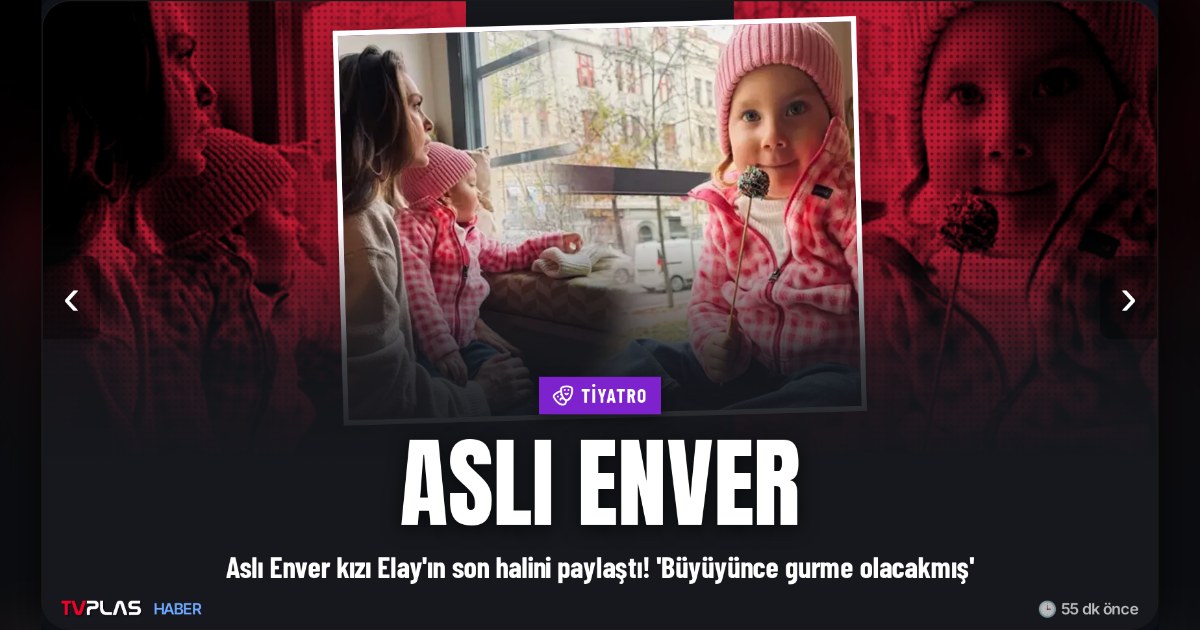 TİYATRO
ASLI ENVER
Aslı Enver kızı Elay'ın son halini paylaştı! 'Büyüyünce gurme olacakmış'
TVPLAS HABER
55 dk önce